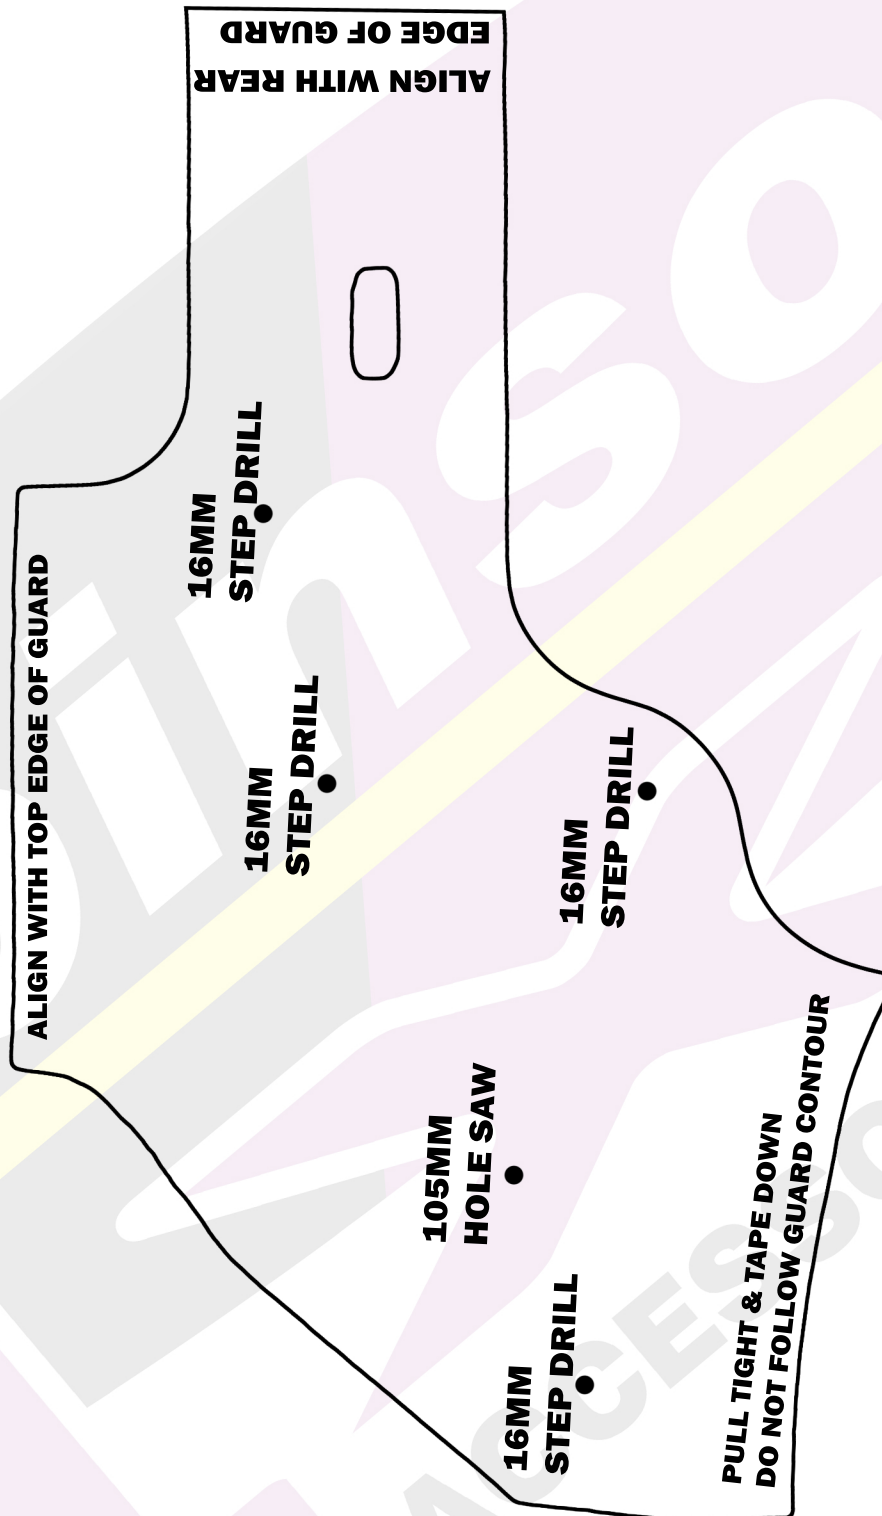 ALIGN WITH REAR
EDGE OF GUARD
16MM
STEP DRILL
ALIGN WITH TOP EDGE OF GUARD
16MM
STEP DRILL
16MM
STEP DRILL
105MM
HOLE SAW
16MM
STEP DRILL
PULL TIGHT & TAPE DOWN
DO NOT FOLLOW GUARD CONTOUR